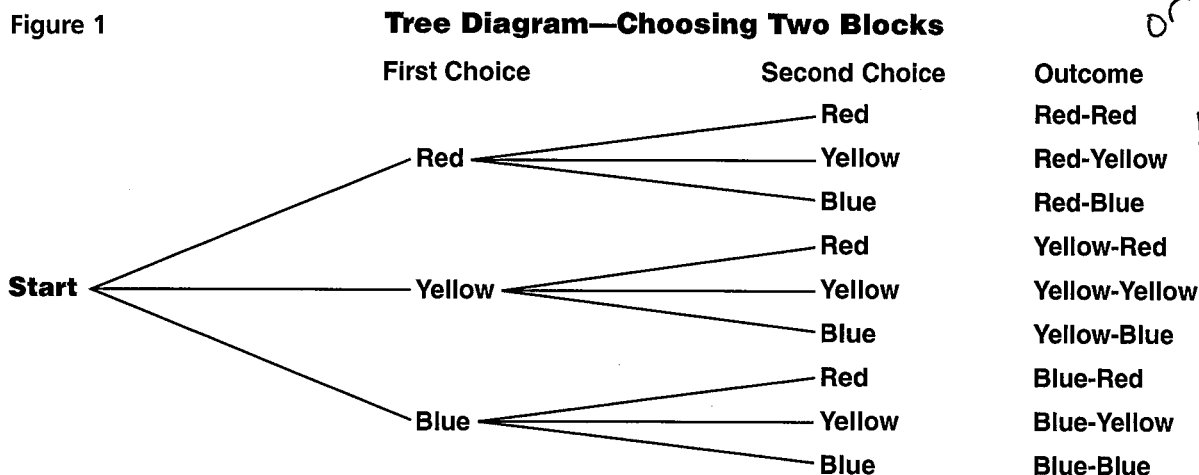 Figure 1
Tree Diagram—Choosing Two Blocks
First Choice Second Choice Outcome
Red Red-Red
Red Yellow Red-Yellow
Blue Red-Blue
Red Yellow-Red
Start Yellow Yellow Yellow-Yellow
Blue Yellow-Blue
Red Blue-Red
Blue Yellow Blue-Yellow
Blue Blue-Blue